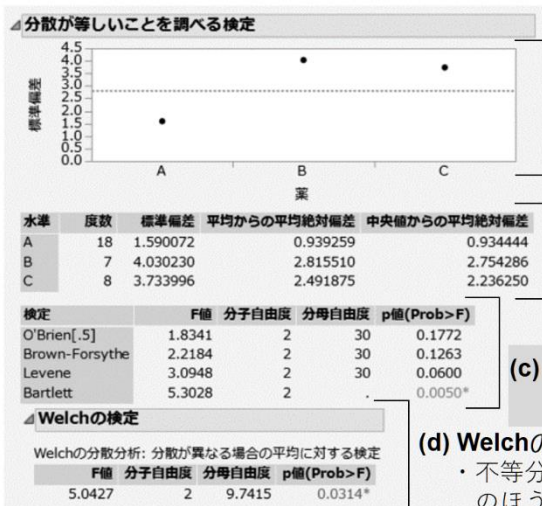 分散が等しいことを調べる検定
4.5
4.0
3.5
3.0
2.5
2.0
1.5
1.0
0.5
0.0
標準偏差
A B C
薬
水準 度数 標準偏差 平均からの平均絶対偏差 中央値からの平均絶対偏差
A 18 1.590072 0.939259 0.934444
B 7 4.030230 2.815510 2.754286
C 8 3.733996 2.491875 2.236250
検定 F値 分子自由度 分母自由度 p値(Prob>F)
O'Brien[.5] 1.8341 2 30 0.1772
Brown-Forsythe 2.2184 2 30 0.1263
Levene 3.0948 2 30 0.0600
Bartlett 5.3028 2 . 0.0050*
(c)
Welchの検定
Welchの分散分析: 分散が異なる場合の平均に対する検定
F値 分子自由度 分母自由度 p値(Prob>F)
5.0427 2 9.7415 0.0314*
(d) Welchの
・不等分
のほう